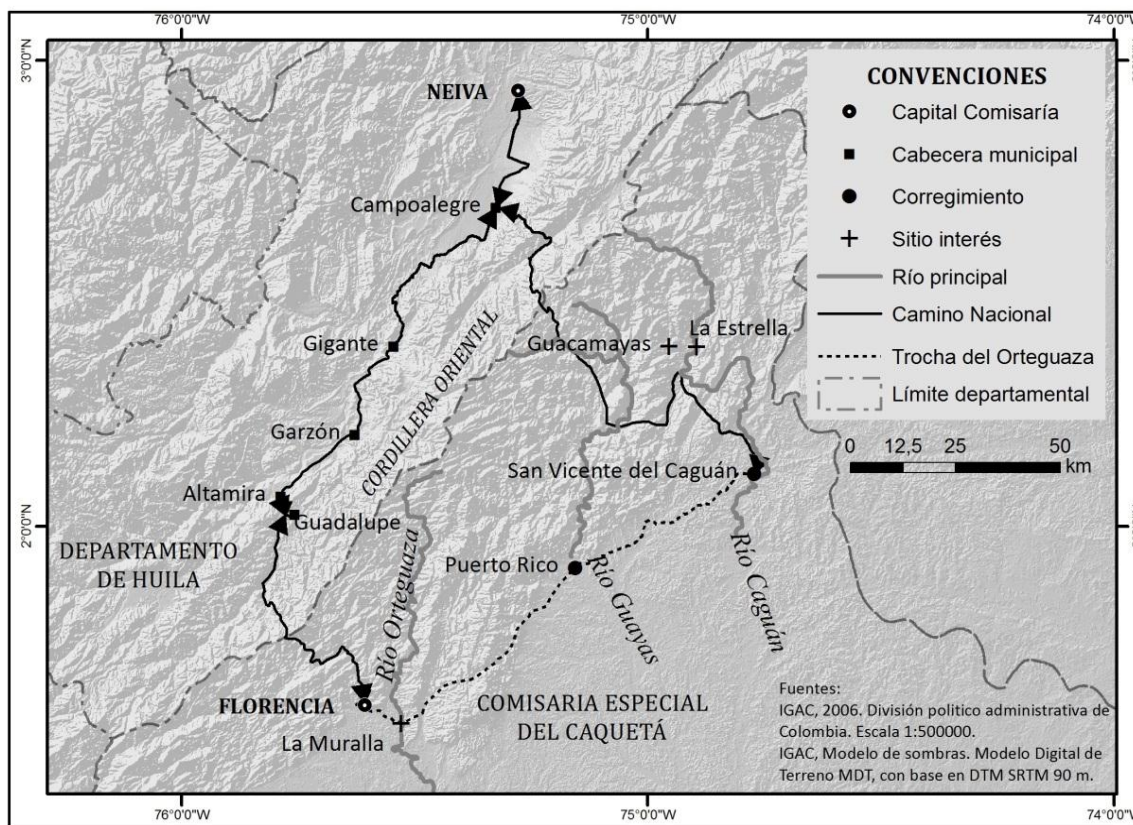 76°0'0"W
75°0'0"W
74°0'0"W
3°0'0"N
2°0'0"N
NEIVA
Campoalegre
Gigante
Garzón
Altamira
Guadalupe
FLORENCIA
La Muralla
Guacamayas
La Estrella
San Vicente del Caguán
Puerto Rico
CORDILLERA ORIENTAL
Río Orteguaza
Río Guayas
Río Caguán
DEPARTAMENTO
DE HUILA
COMISARIA ESPECIAL
DEL CAQUETÁ
CONVENCIONES
Capital Comisaría
Cabecera municipal
Corregimiento
Sitio interés
Río principal
Camino Nacional
Trocha del Orteguaza
Límite departamental
0 12,5 25 50
km
Fuentes:
IGAC, 2006. División politico administrativa de
Colombia. Escala 1:500000.
IGAC, Modelo de sombras. Modelo Digital de
Terreno MDT, con base en DTM SRTM 90 m.
76°0'0"W
75°0'0"W
74°0'0"W